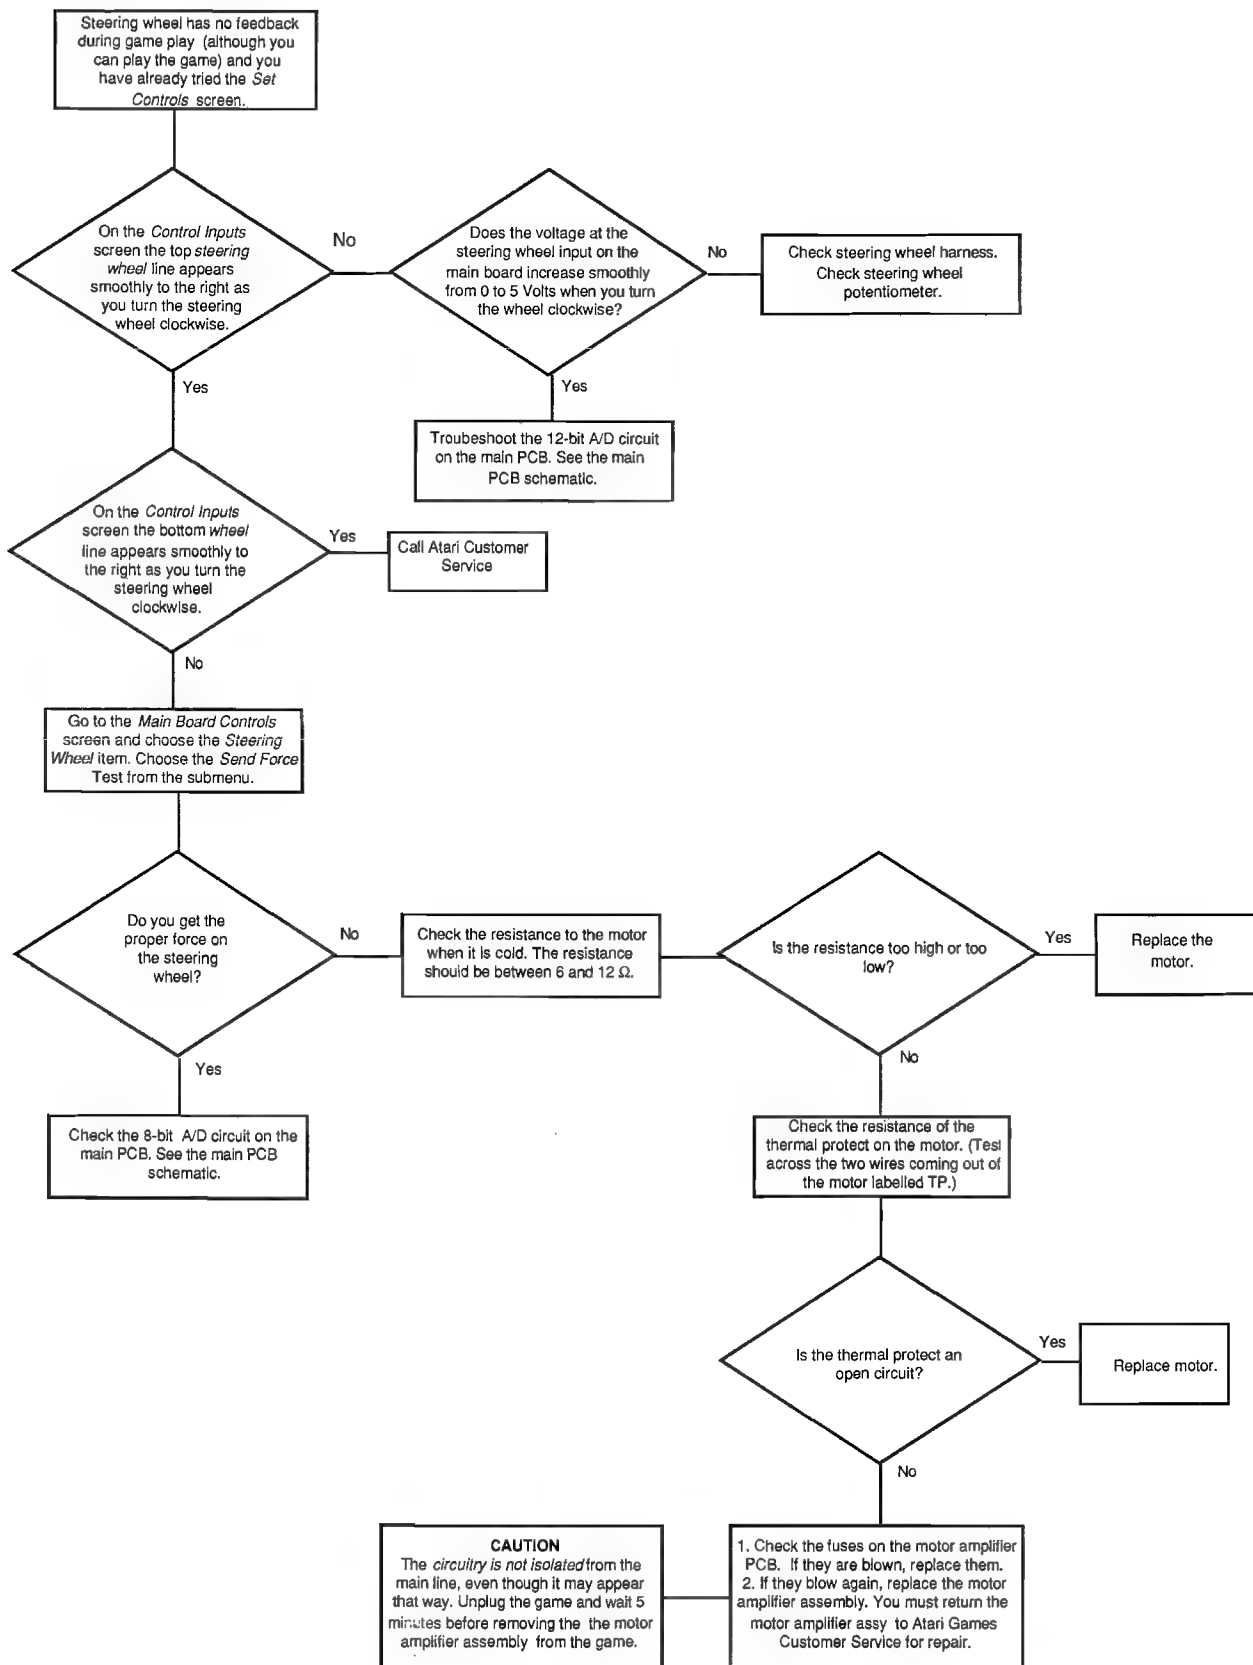 Steering wheel has no feedback
during game play (although you
can play the game) and you
have already tried the Set
Controls screen.
On the Control Inputs
screen the top steering
wheel line appears
smoothly to the right as
you turn the steering
wheel clockwise.
No
Does the voltage at the
steering wheel input on the
main board increase smoothly
from 0 to 5 Volts when you turn
the wheel clockwise?
No
Check steering wheel harness.
Check steering wheel
potentiometer.
Yes
Yes
Troubeshoot the 12-bit A/D circuit
on the main PCB. See the main
PCB schematic.
On the Control Inputs
screen the bottom wheel
line appears smoothly to
the right as you turn the
steering wheel
clockwise.
Yes
Call Atari Customer
Service
No
Go to the Main Board Controls
screen and choose the Steering
Wheel item. Choose the Send Force
Test from the submenu.
Do you get the
proper force on
the steering
wheel?
No
Check the resistance to the motor
when it is cold. The resistance
should be between 6 and 12 Ω.
Is the resistance too high or too
low?
Yes
Replace the
motor.
Yes
No
Check the 8-bit A/D circuit on the
main PCB. See the main PCB
schematic.
Check the resistance of the
thermal protect on the motor. (Test
across the two wires coming out of
the motor labelled TP.)
Is the thermal protect an
open circuit?
Yes
Replace motor.
No
CAUTION
The circuitry is not isolated from the
main line, even though it may appear
that way. Unplug the game and wait 5
minutes before removing the the motor
amplifier assembly from the game.
1. Check the fuses on the motor amplifier
PCB. If they are blown, replace them.
2. If they blow again, replace the motor
amplifier assembly. You must return the
motor amplifier assy to Atari Games
Customer Service for repair.